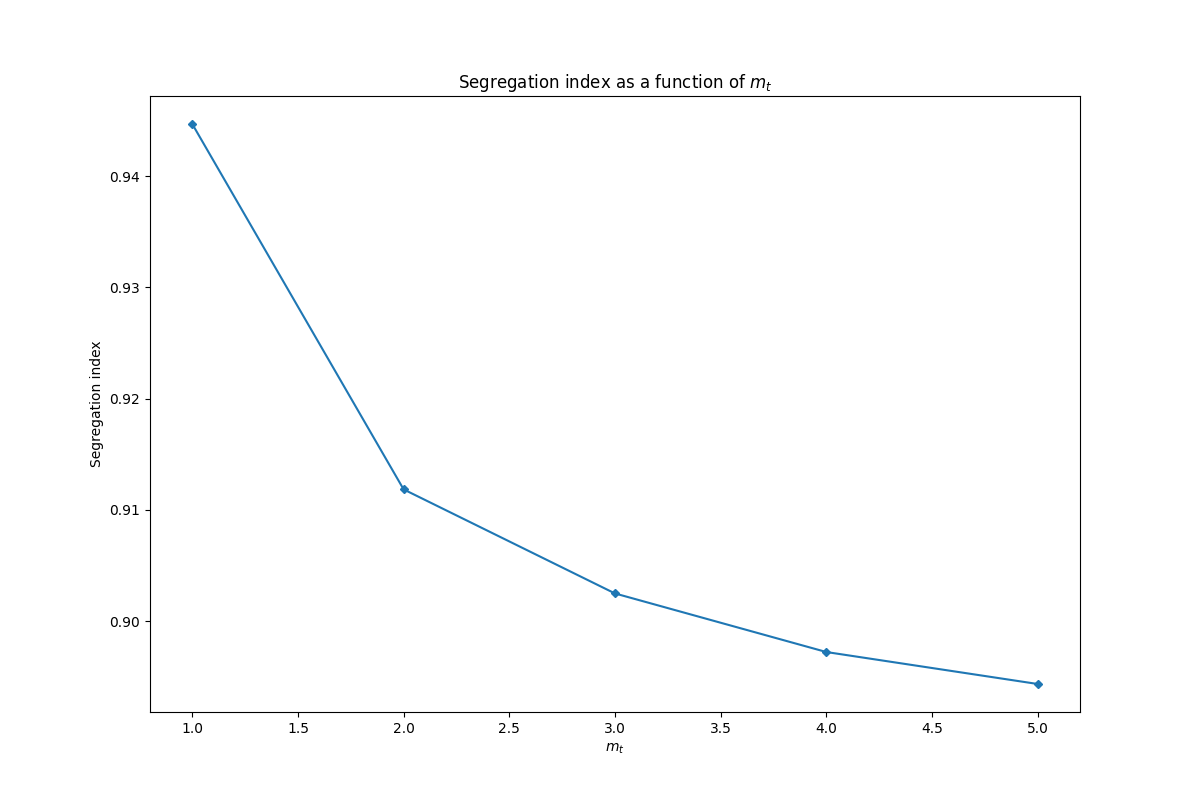 Segregation index as a function of m_t
0.94
0.93
0.92
0.91
0.90
Segregation index
1.0 1.5 2.0 2.5 3.0 3.5 4.0 4.5 5.0
m_t